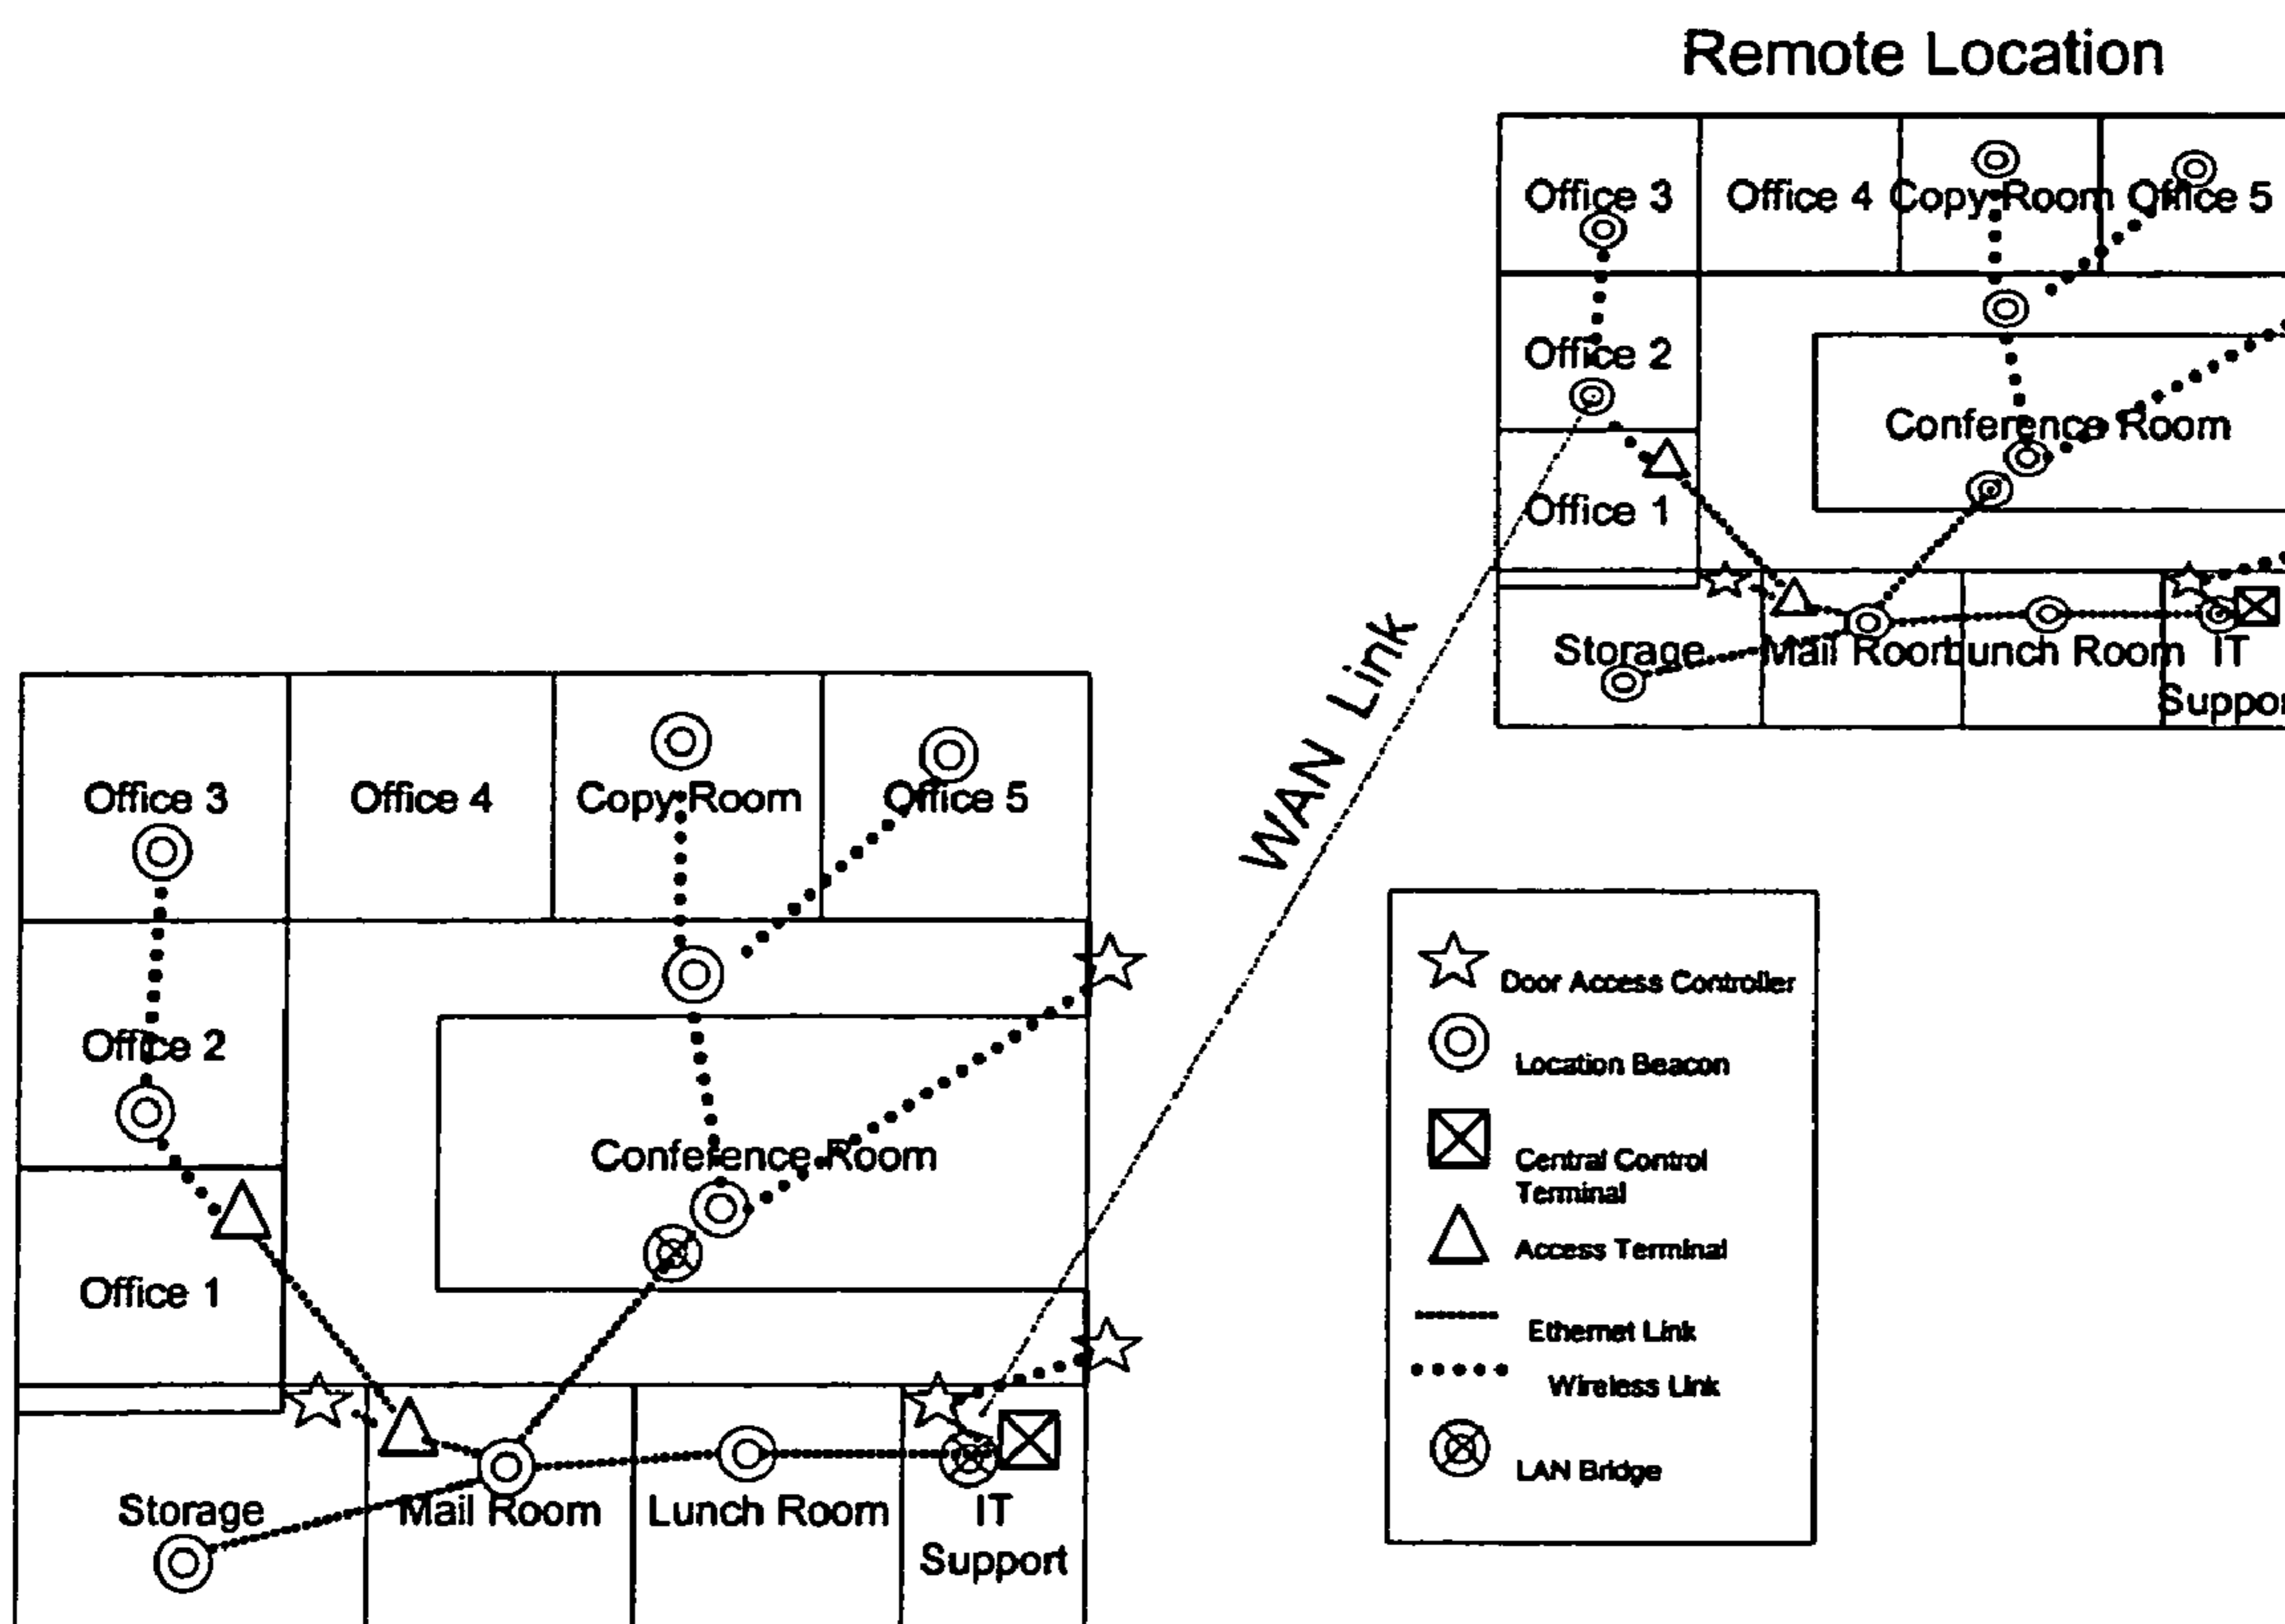 Remote Location
Office 3
Office 4
Copy Room
Office 5
Office 2
Conference Room
Office 1
Storage
Mail Room
Lunch Room
IT
Suppor
WAN Link
Office 3
Office 4
Copy Room
Office 5
Office 2
Conference Room
Office 1
Storage
Mail Room
Lunch Room
IT
Support
Door Access Controller
Location Beacon
Central Control
Terminal
Access Terminal
Ethernet Link
Wireless Link
LAN Bridge